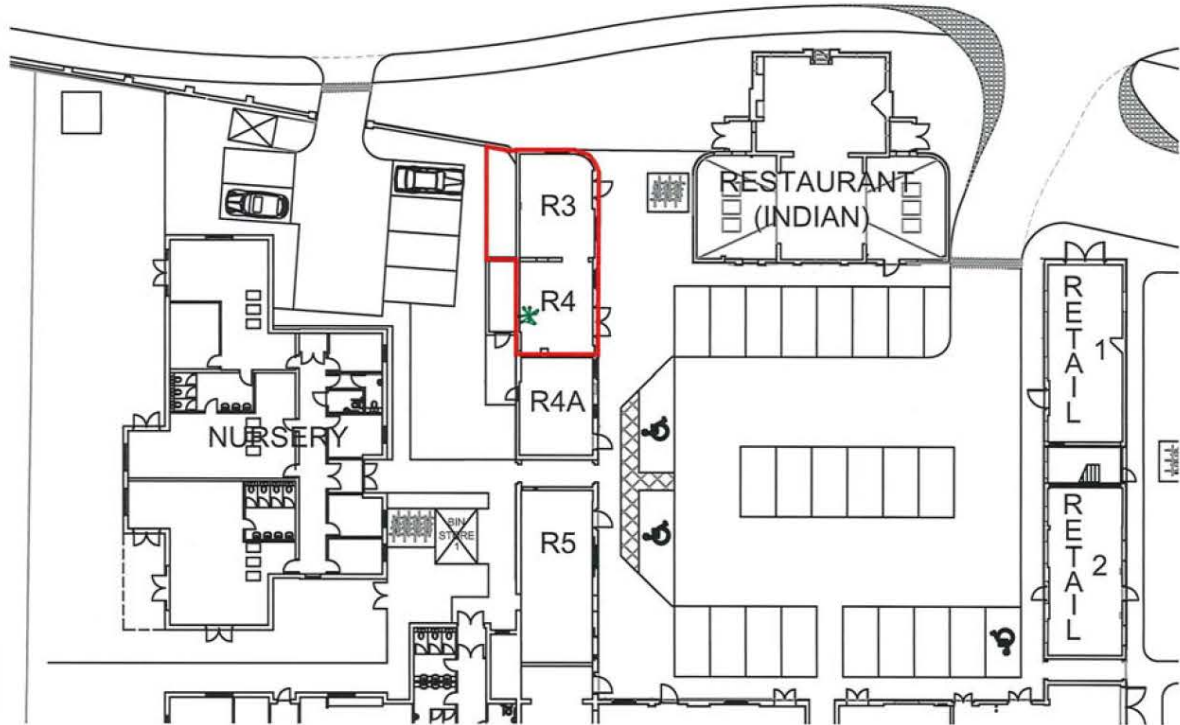 R3
RESTAURANT
(INDIAN)
R4
RETAIL
1
R4A
NURSERY
BIN
STORE
1
R5
RETAIL
2